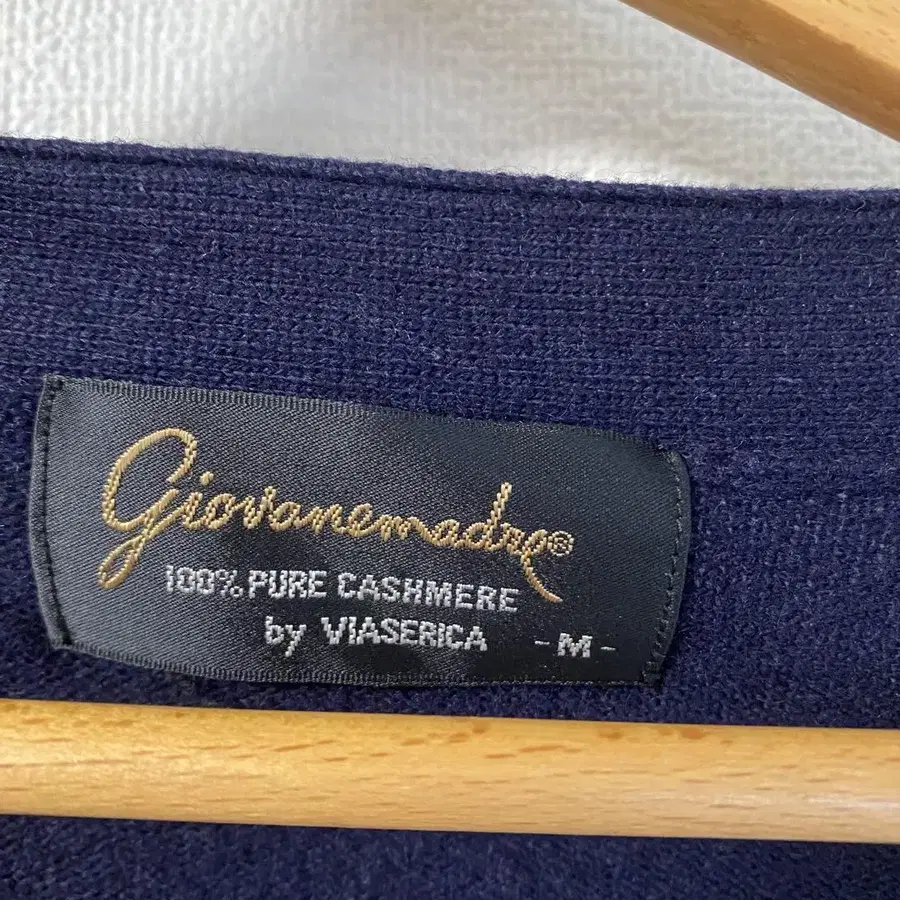 Giovanemadre®
100% PURE CASHMERE
by VIASERICA - M -